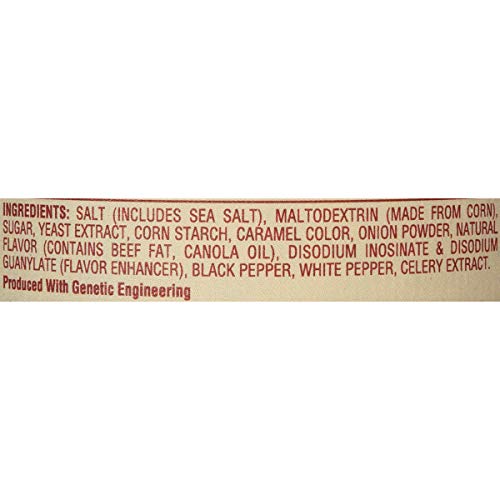 INGREDIENTS: SALT (INCLUDES SEA SALT), MALTODEXTRIN (MADE FROM CORN),
SUGAR, YEAST EXTRACT, CORN STARCH, CARAMEL COLOR, ONION POWDER, NATURAL
FLAVOR (CONTAINS BEEF FAT, CANOLA OIL), DISODIUM INOSINATE & DISODIUM
GUANYLATE (FLAVOR ENHANCER), BLACK PEPPER, WHITE PEPPER, CELERY EXTRACT.
Produced With Genetic Engineering